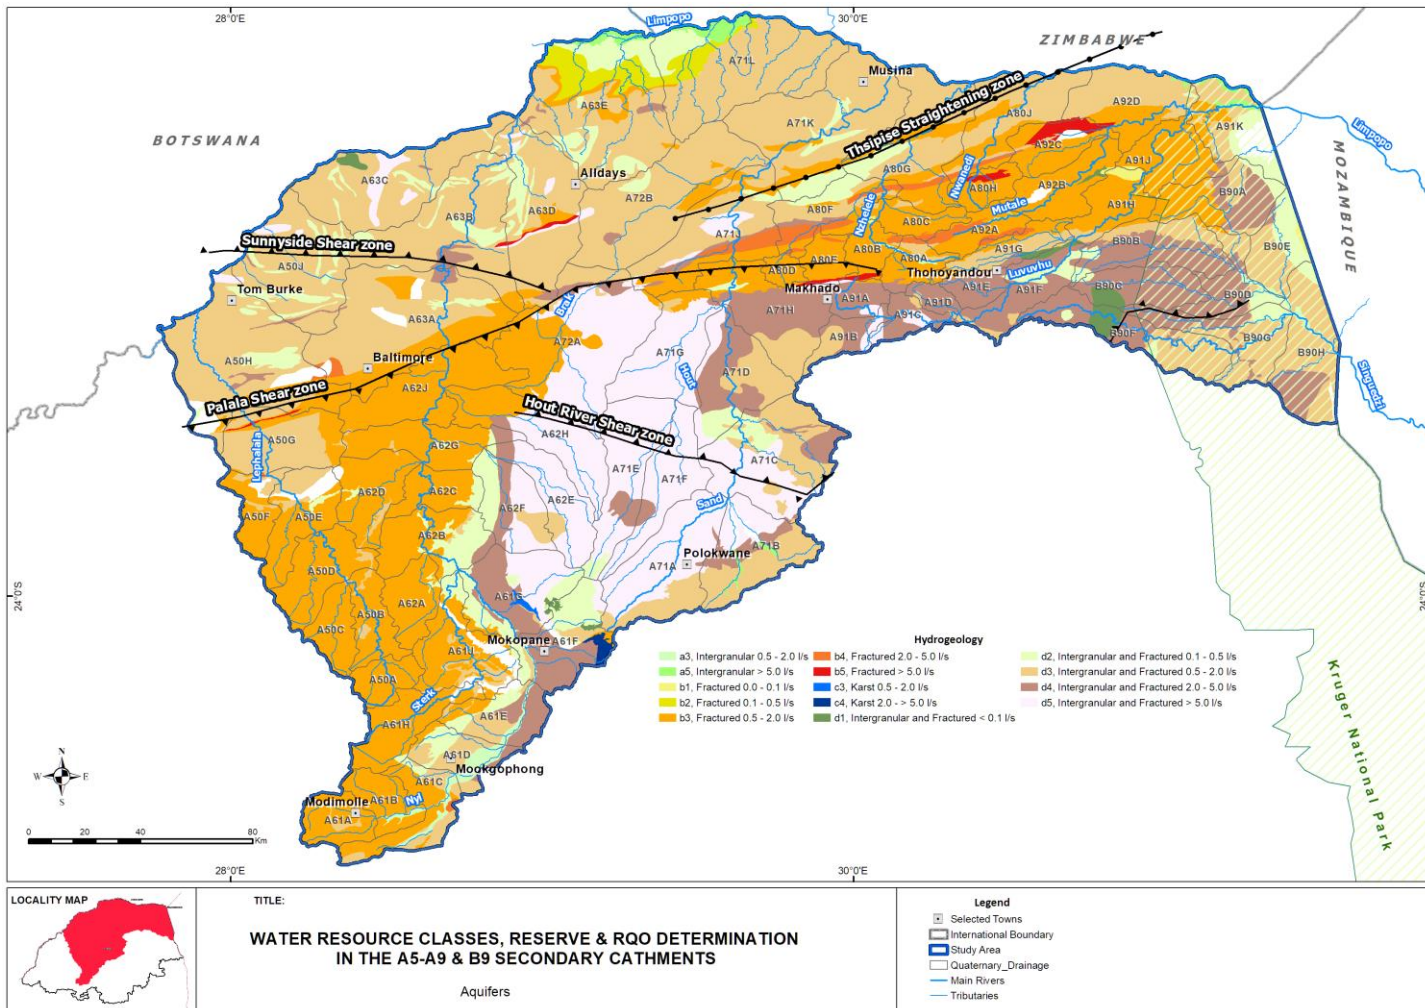 28°0'E
30°0'E
Limpopo
ZIMBABWE
A71L
Musina
Thsipise Straightening zone
A63E
A92D
A80J
A71K
A91K
BOTSWANA
Limpopo
A92C
MOZAMBIQUE
Alldays
A63C
A80G
Nwanedi
A91J
A80H
A92B
B90A
A72B
A63D
A63B
A80F
Nzhelele
Mutale
A91H
A80C
A92A
Sunnyside Shear zone
A71J
A80B
A91G
B90B
B90E
A50J
A80E
A80A
Thohoyandou
Luvuvhu
A80D
Tom Burke
Brak
Makhado
A91A
A91E
A91F
B90C
B90D
A63A
A71H
A91D
A91C
A72A
A91B
B90F
B90G
A50H
Baltimore
A71G
Hout
A71D
B90H
Singuedzi
Palala Shear zone
A62J
Hout River Shear zone
A50G
A62G
A62H
Lephalala
A71E
A71F
A71C
A62D
A62C
A62E
A62F
Sand
A50F
A50E
A62B
A71B
Polokwane
A71A
A50D
24°0'S
24°0'S
A61G
A62A
A50B
A50C
Mokopane
A61F
A61J
A50A
Sterk
A61H
A61E
A61D
Mookgophong
A61C
Modimolle
A61B
Nyl
A61A
Kruger National Park
Hydrogeology
a3, Intergranular 0.5 - 2.0 l/s
a5, Intergranular > 5.0 l/s
b1, Fractured 0.0 - 0.1 l/s
b2, Fractured 0.1 - 0.5 l/s
b3, Fractured 0.5 - 2.0 l/s
b4, Fractured 2.0 - 5.0 l/s
b5, Fractured > 5.0 l/s
c3, Karst 0.5 - 2.0 l/s
c4, Karst 2.0 - > 5.0 l/s
d1, Intergranular and Fractured < 0.1 l/s
d2, Intergranular and Fractured 0.1 - 0.5 l/s
d3, Intergranular and Fractured 0.5 - 2.0 l/s
d4, Intergranular and Fractured 2.0 - 5.0 l/s
d5, Intergranular and Fractured > 5.0 l/s
N
W
E
S
0 20 40 80
Km
28°0'E
30°0'E
LOCALITY MAP
TITLE:
WATER RESOURCE CLASSES, RESERVE & RQO DETERMINATION
IN THE A5-A9 & B9 SECONDARY CATHMENTS
Aquifers
Legend
Selected Towns
International Boundary
Study Area
Quaternary_Drainage
Main Rivers
Tributaries